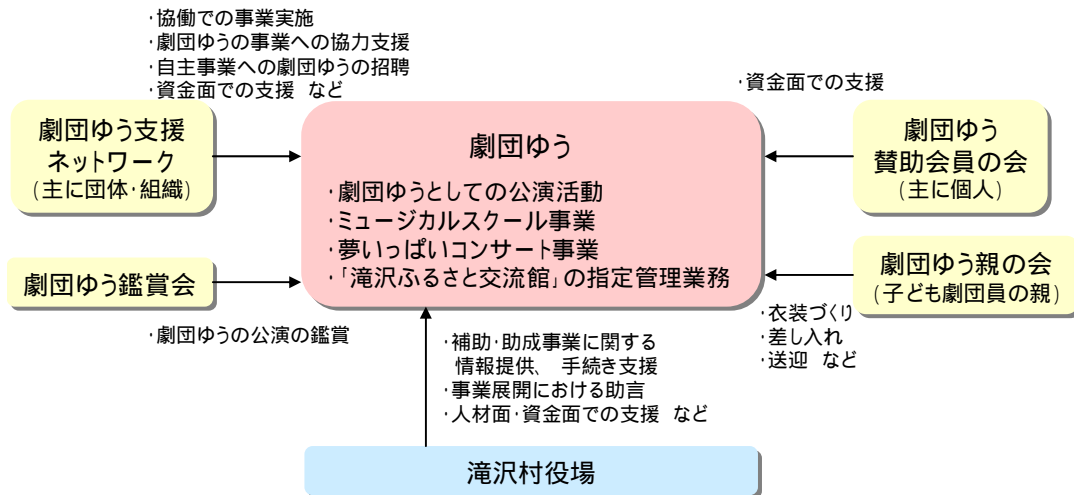 ・協働での事業実施
・劇団ゆうの事業への協力支援
・自主事業への劇団ゆうの招聘
・資金面での支援 など
劇団ゆう支援
ネットワーク
(主に団体・組織)
劇団ゆう
・劇団ゆうとしての公演活動
・ミュージカルスクール事業
・夢いっぱいコンサート事業
・「滝沢ふるさと交流館」の指定管理業務
・資金面での支援
劇団ゆう
賛助会員の会
(主に個人)
劇団ゆう鑑賞会
・劇団ゆうの公演の鑑賞
劇団ゆう親の会
(子ども劇団員の親)
・衣装づくり
・差し入れ
・送迎 など
・補助・助成事業に関する
情報提供、 手続き支援
・事業展開における助言
・人材面・資金面での支援 など
滝沢村役場